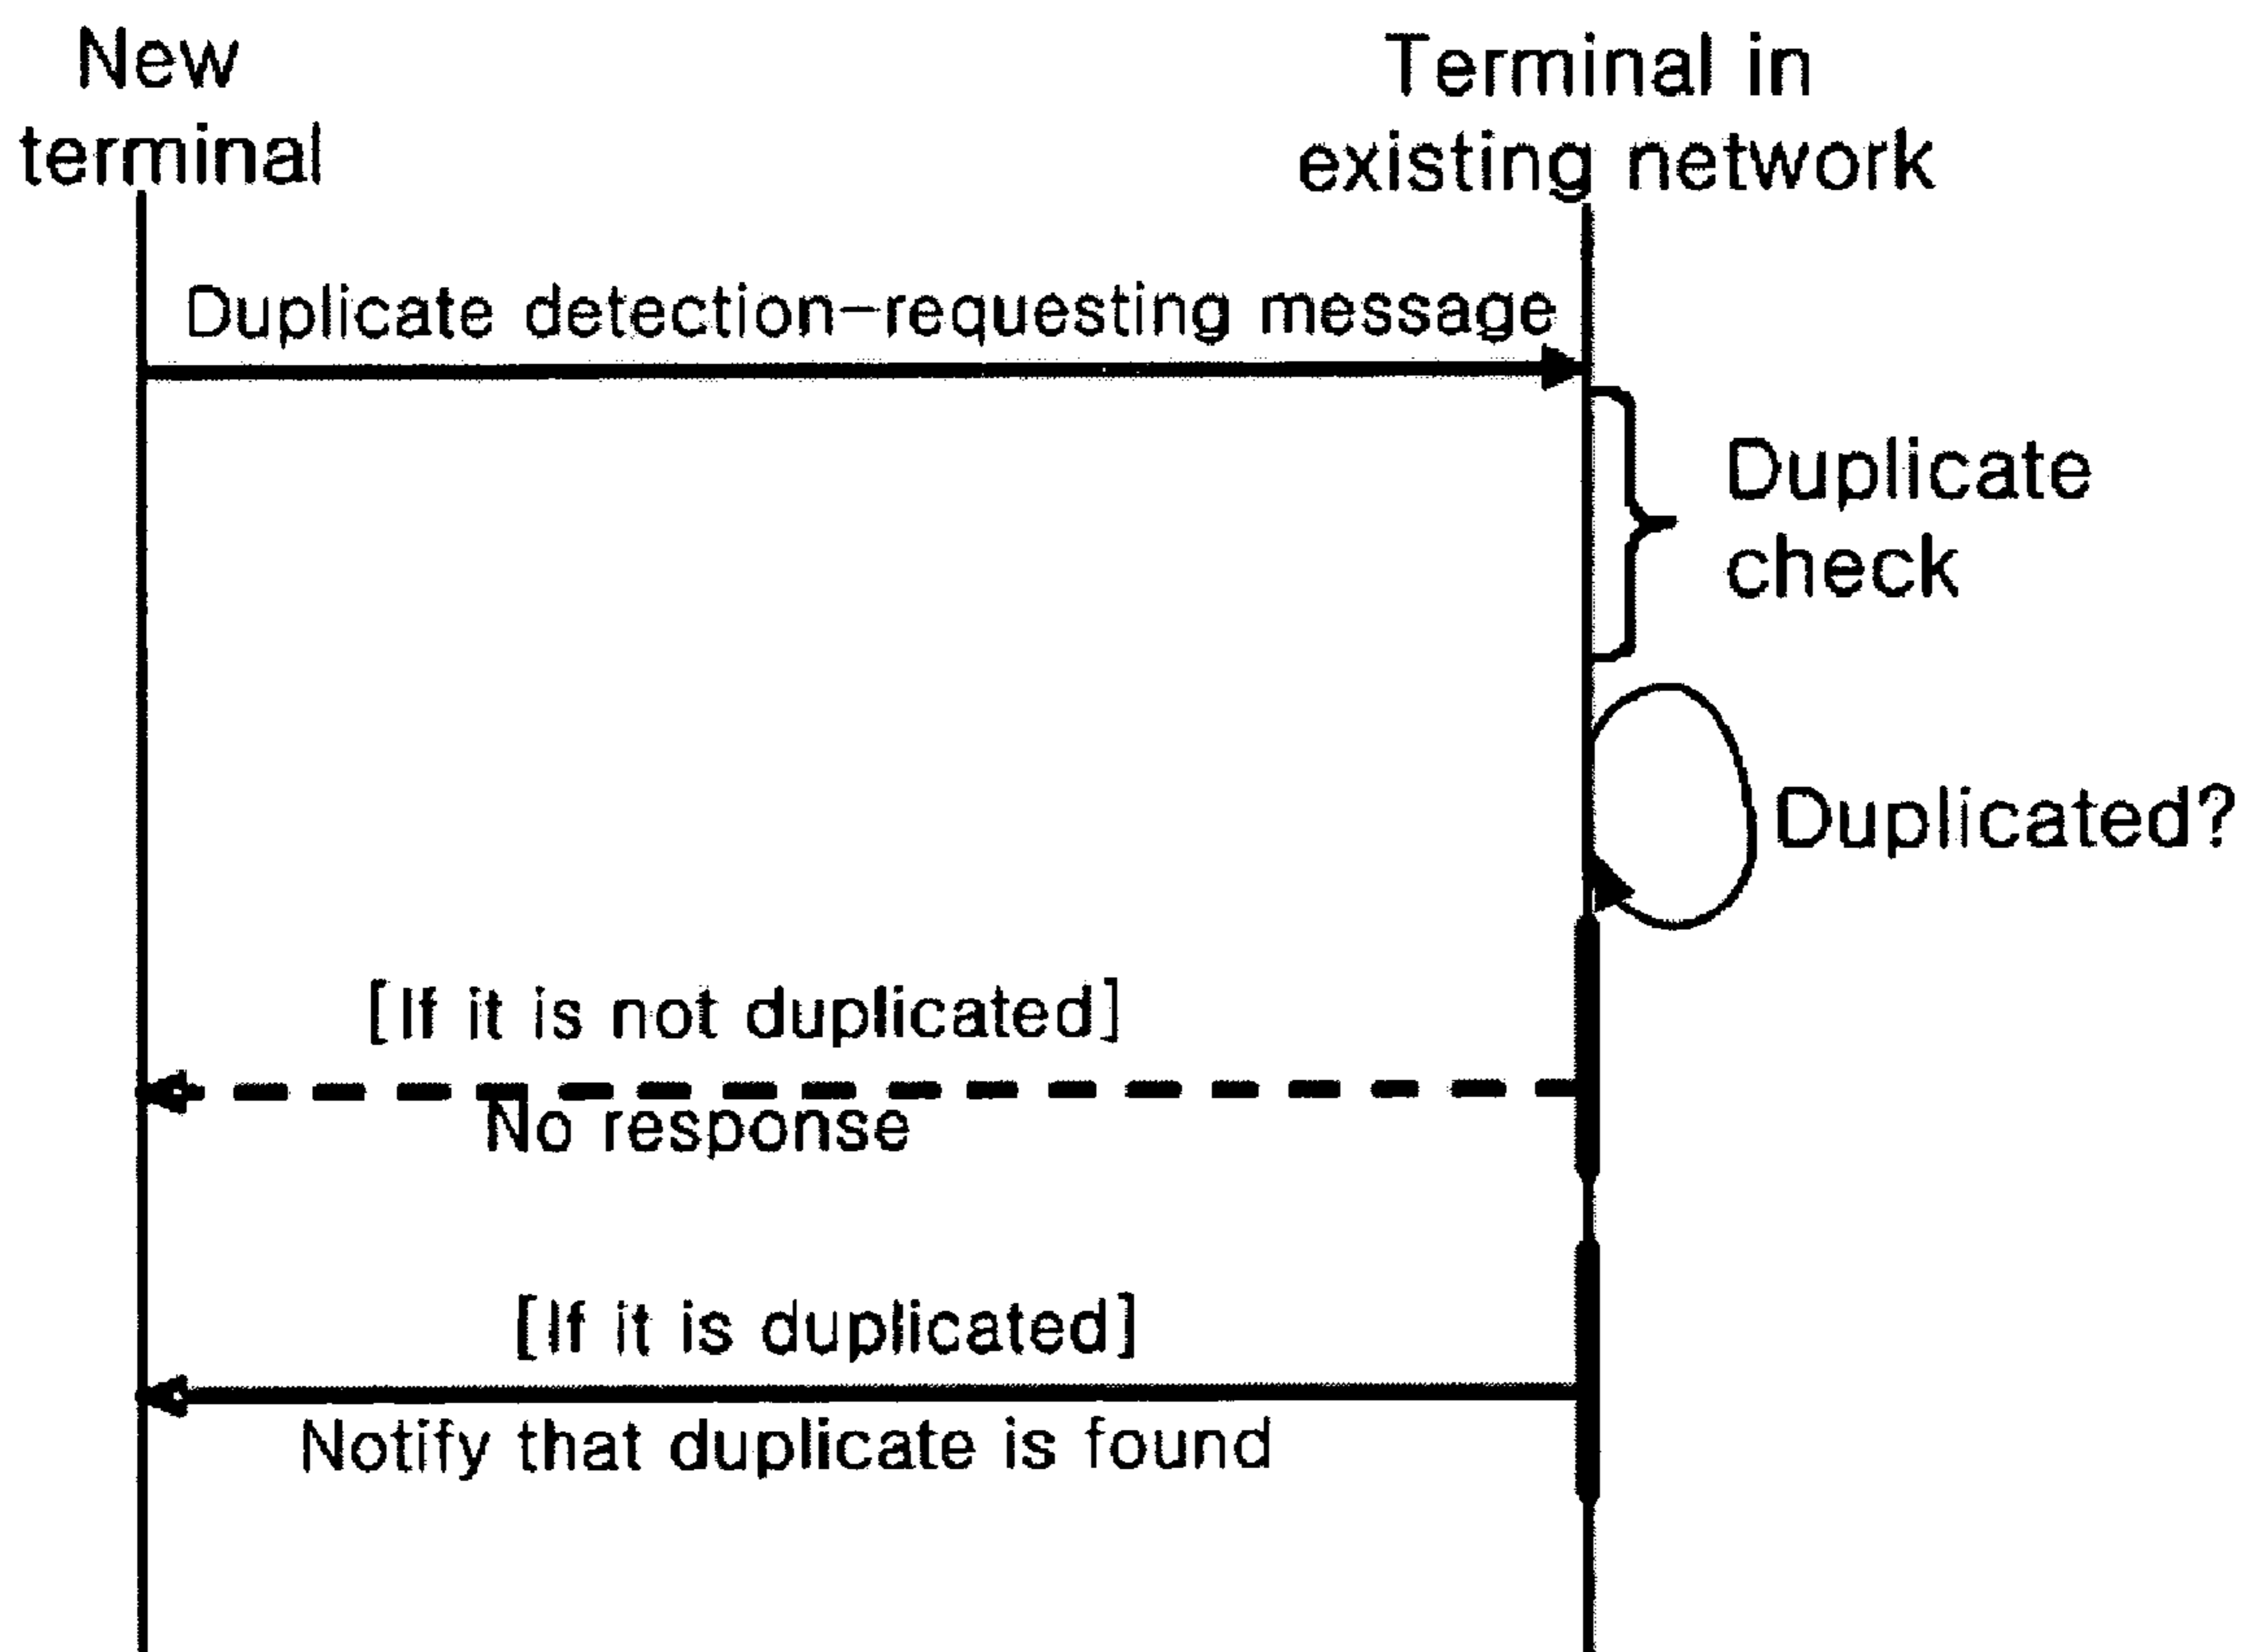 New
terminal
Terminal in
existing network
Duplicate detection-requesting message
Duplicate
check
Duplicated?
[If it is not duplicated]
No response
[If it is duplicated]
Notify that duplicate is found